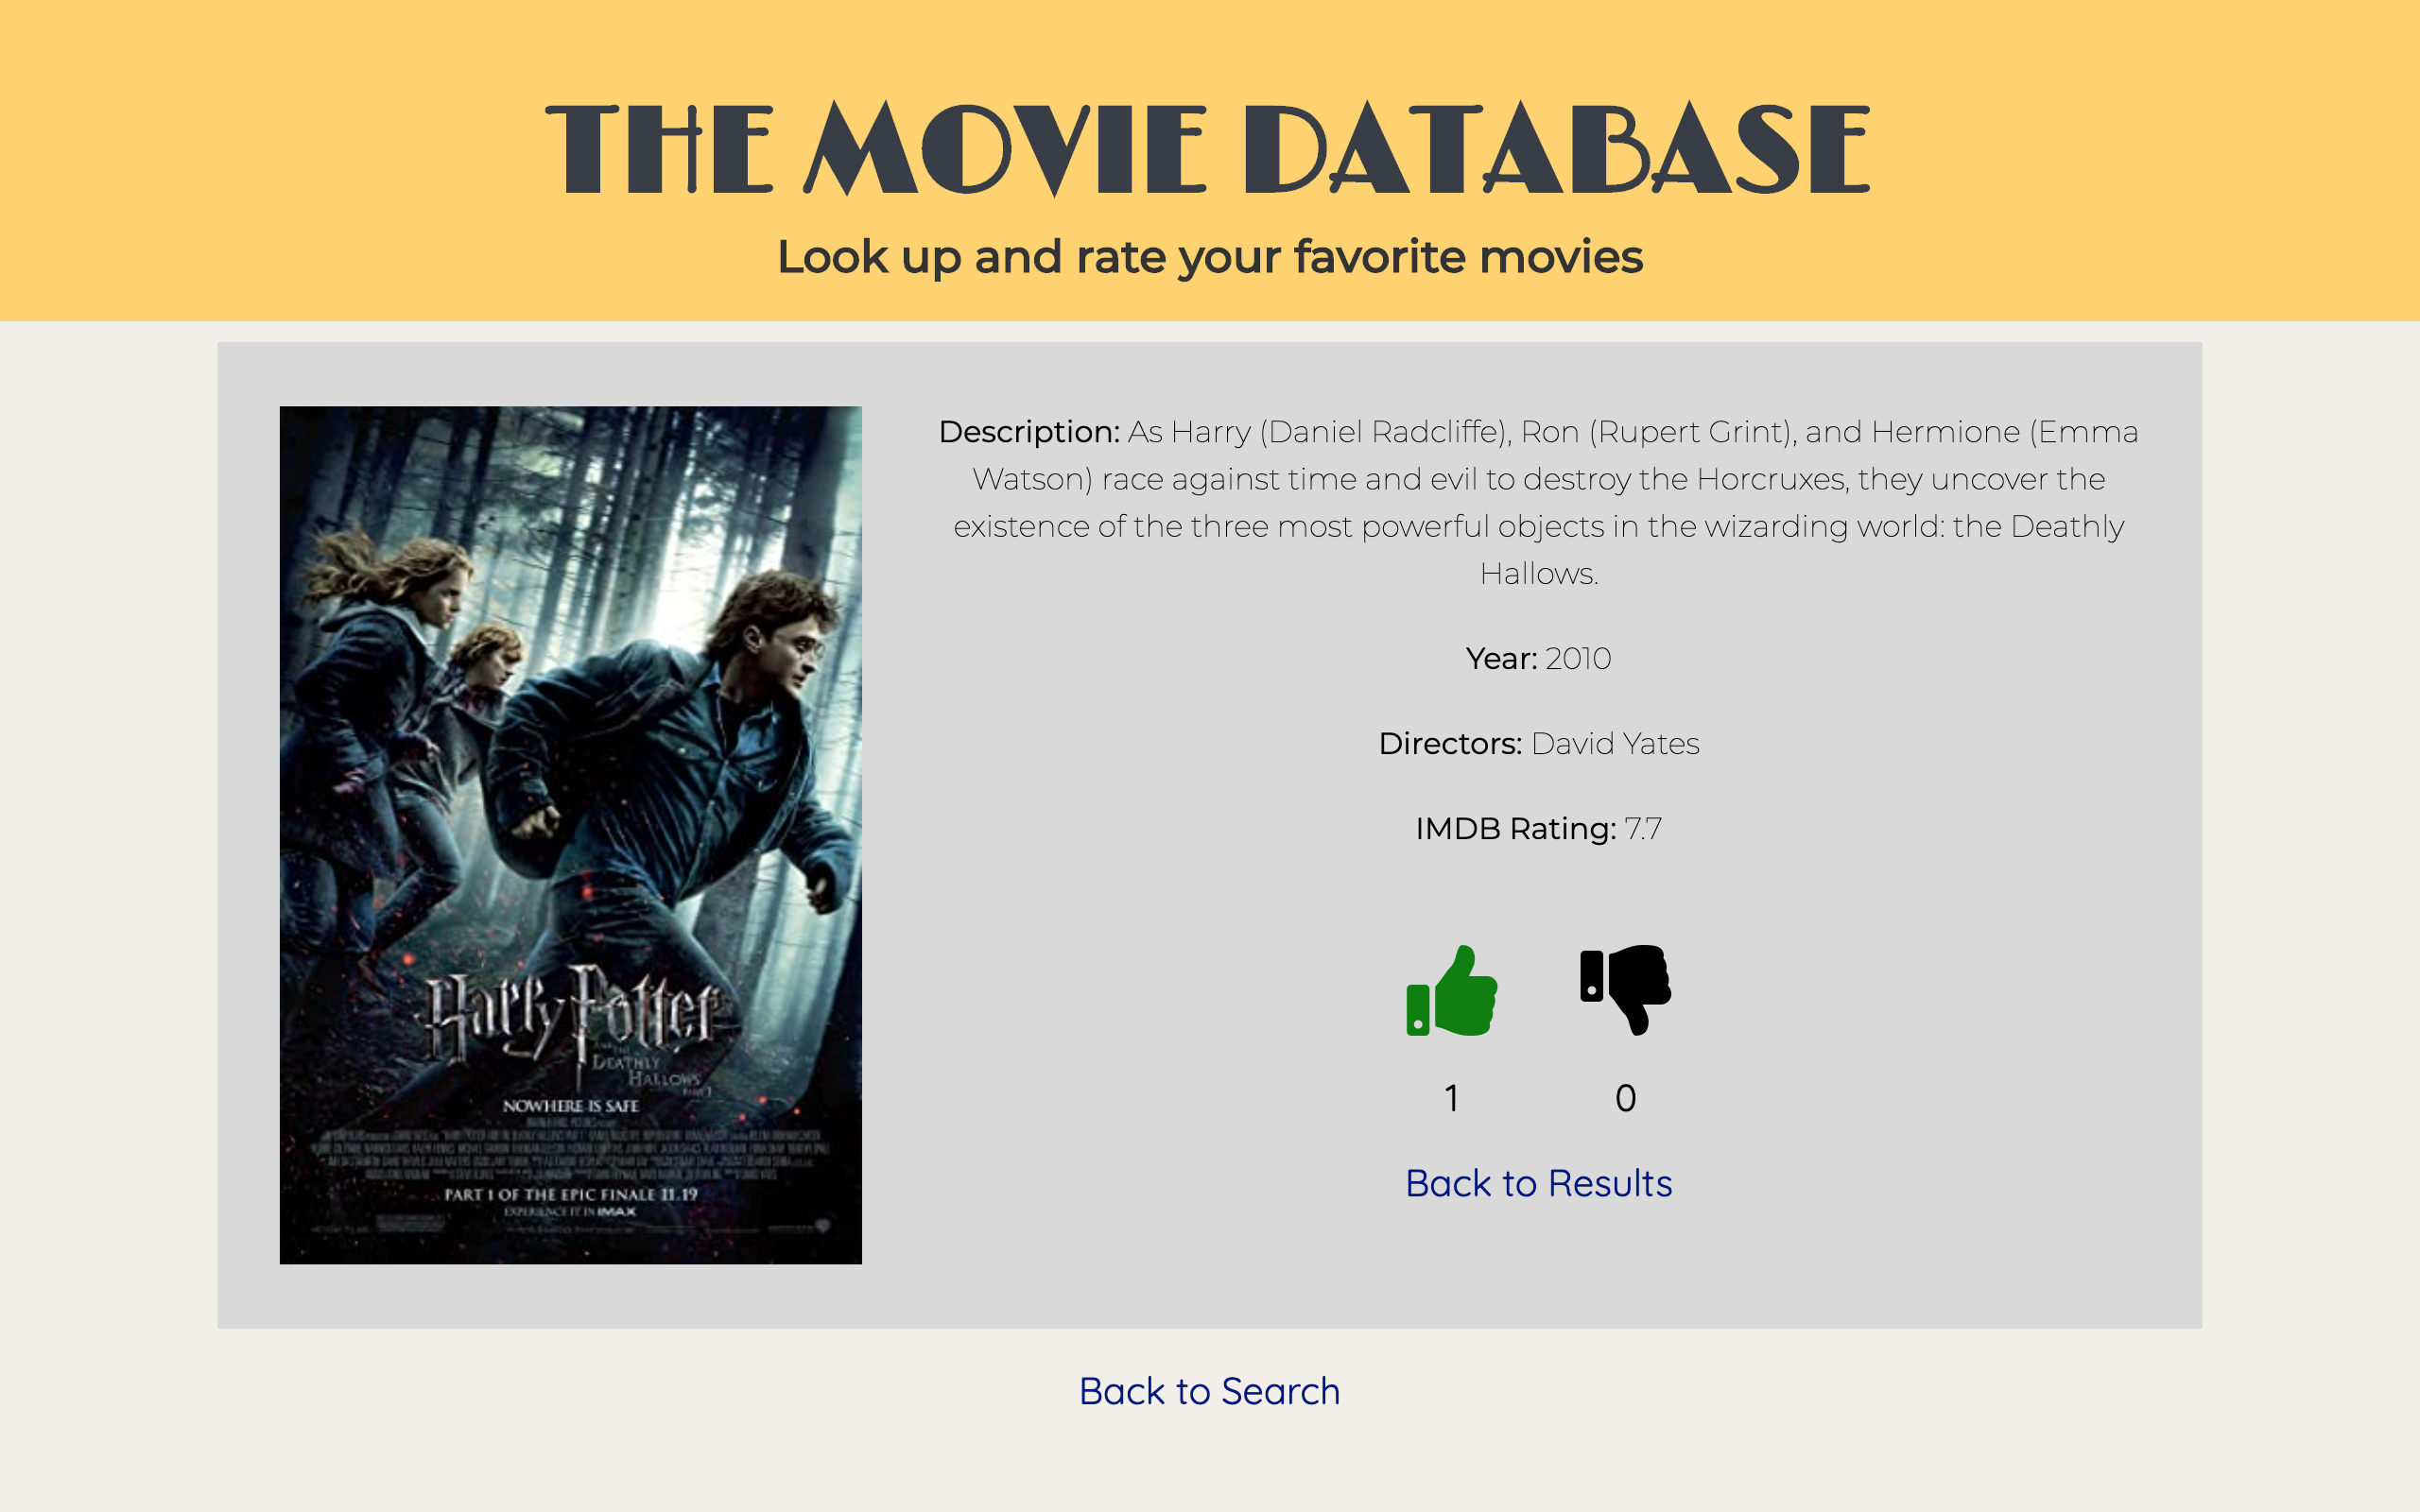 THE MOVIE DATABASE
Look up and rate your favorite movies
Description: As Harry (Daniel Radcliffe), Ron (Rupert Grint), and Hermione (Emma
Watson) race against time and evil to destroy the Horcruxes, they uncover the
existence of the three most powerful objects in the wizarding world: the Deathly
Hallows.
Year: 2010
Directors: David Yates
IMDB Rating: 7.7
1 0
Back to Results
Harry Potter
AND THE
DEATHLY
HALLOWS
PART 1
NOWHERE IS SAFE
PART 1 OF THE EPIC FINALE 11.19
EXPERIENCE IT IN IMAX
Back to Search